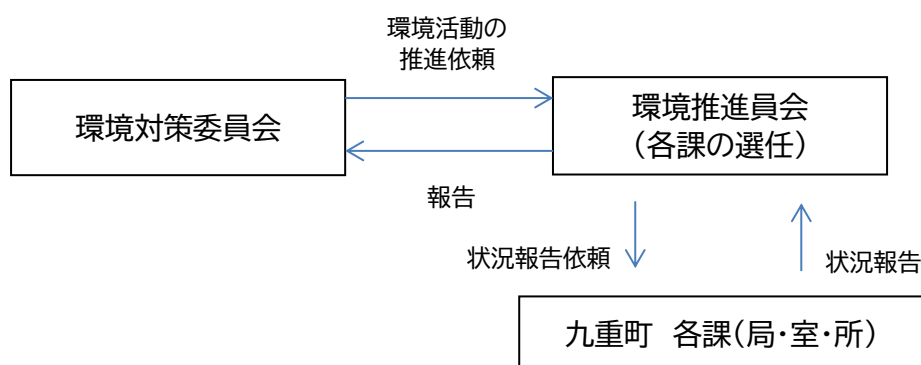 環境活動の
推進依頼
環境対策委員会
環境推進員会
（各課の選任）
報告
状況報告依頼
状況報告
九重町　各課（局・室・所）